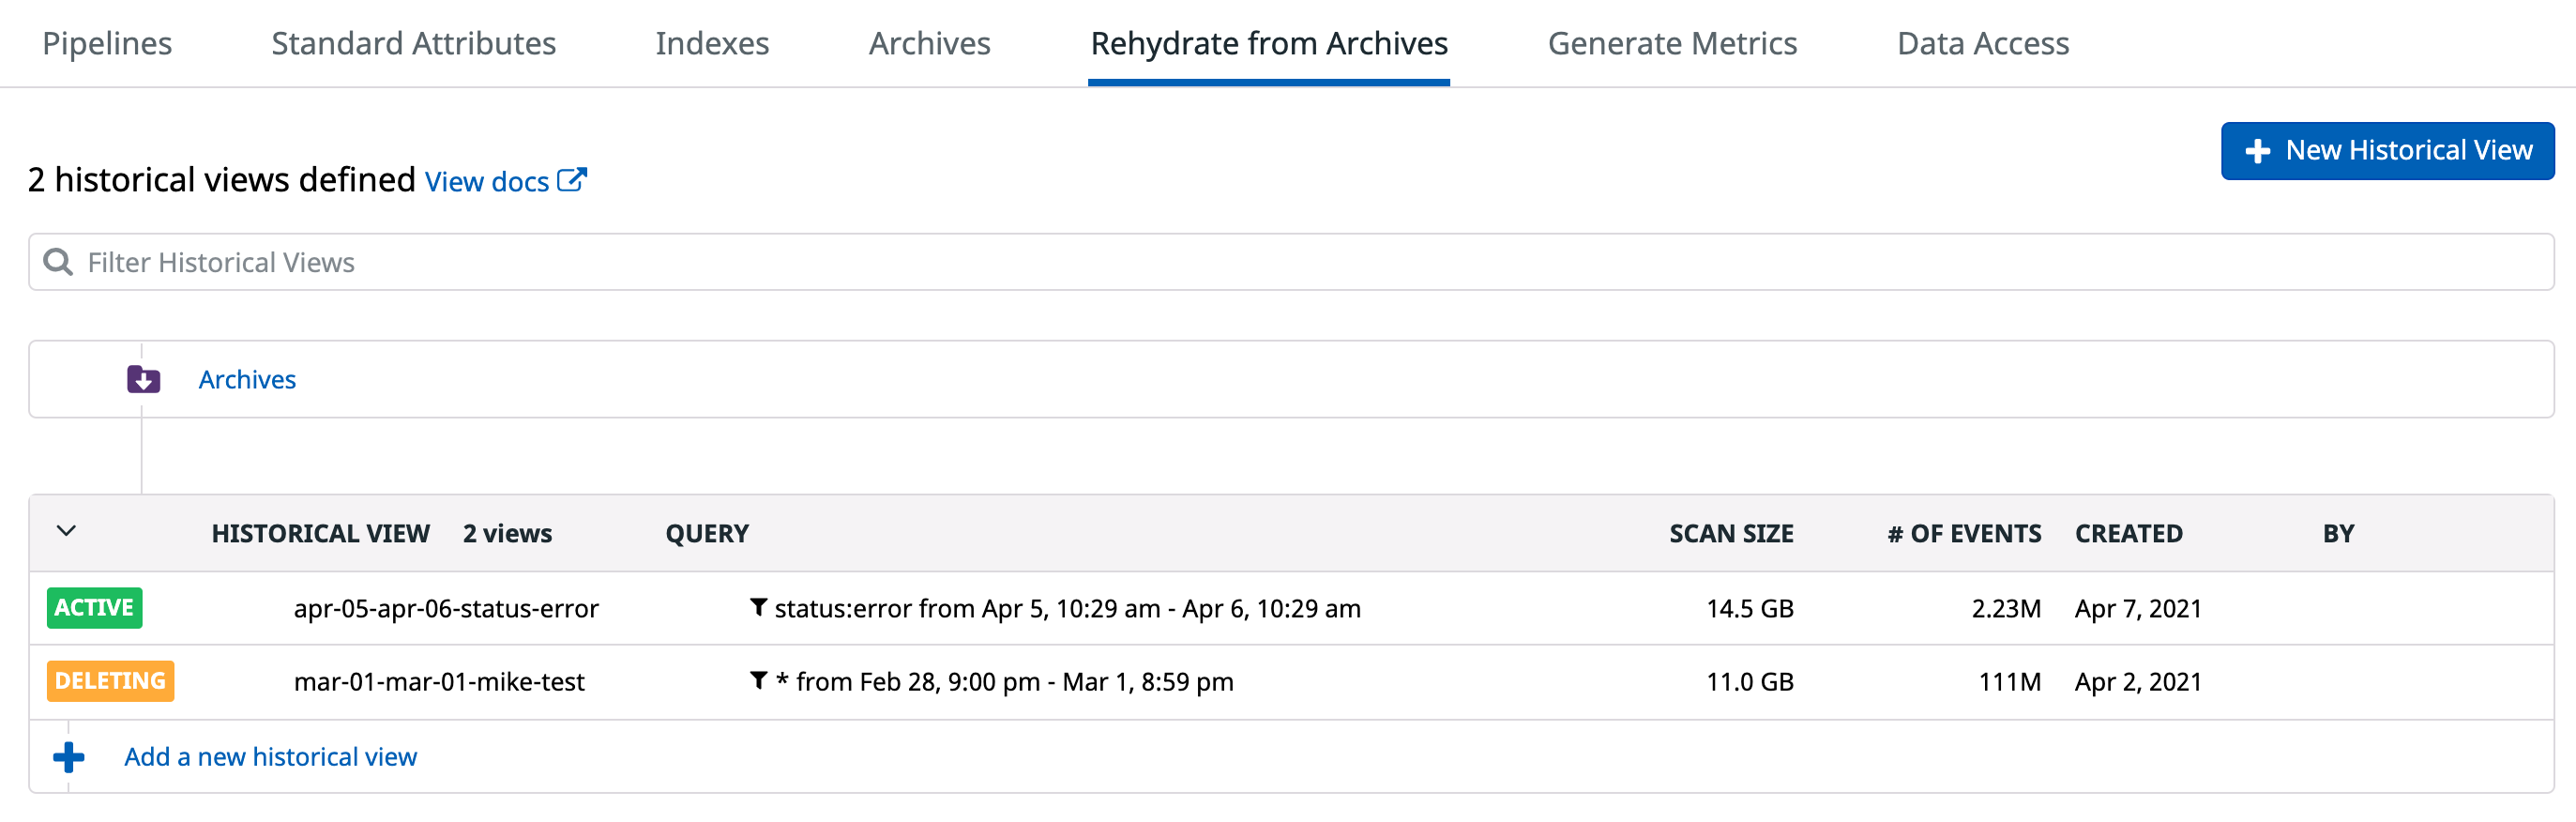 Pipelines Standard Attributes Indexes Archives Rehydrate from Archives Generate Metrics Data Access
New Historical View
2 historical views defined View docs
Filter Historical Views
Archives
HISTORICAL VIEW 2 views QUERY SCAN SIZE # OF EVENTS CREATED BY
ACTIVE apr-05-apr-06-status-error status:error from Apr 5, 10:29 am - Apr 6, 10:29 am 14.5 GB 2.23M Apr 7, 2021
DELETING mar-01-mar-01-mike-test * from Feb 28, 9:00 pm - Mar 1, 8:59 pm 11.0 GB 111M Apr 2, 2021
Add a new historical view